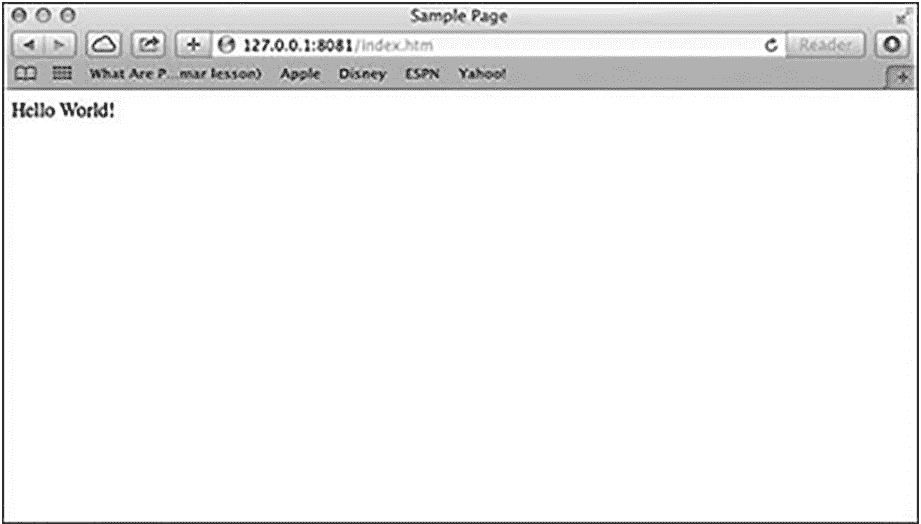 Sample Page
127.0.0.1:8081/index.htm Reader
What Are P...mar lesson) Apple Disney ESPN Yahoo!
Hello World!